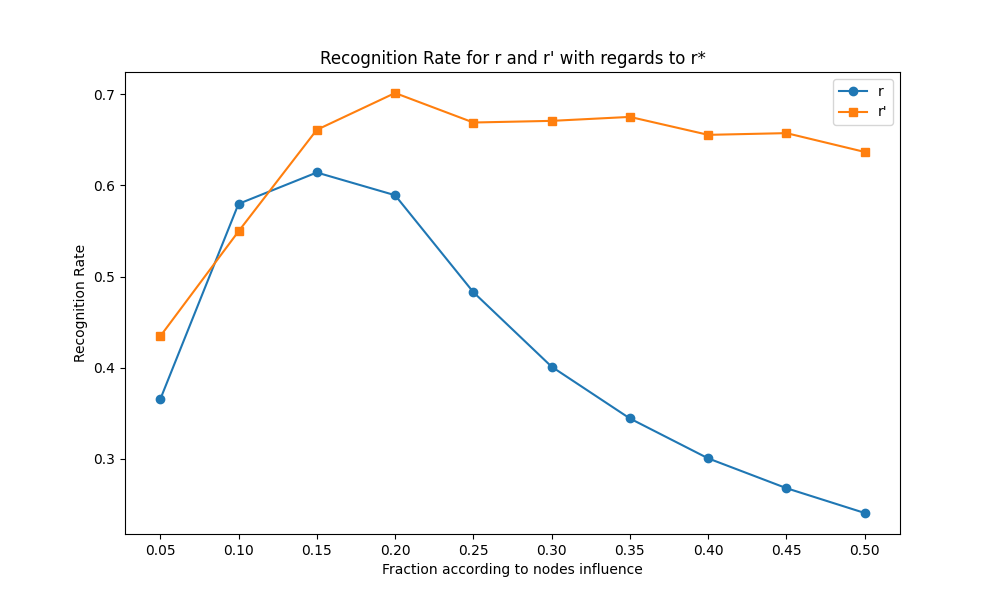 Recognition Rate for r and r' with regards to r*
r
r'
Recognition Rate
0.7
0.6
0.5
0.4
0.3
0.05 0.10 0.15 0.20 0.25 0.30 0.35 0.40 0.45 0.50
Fraction according to nodes influence